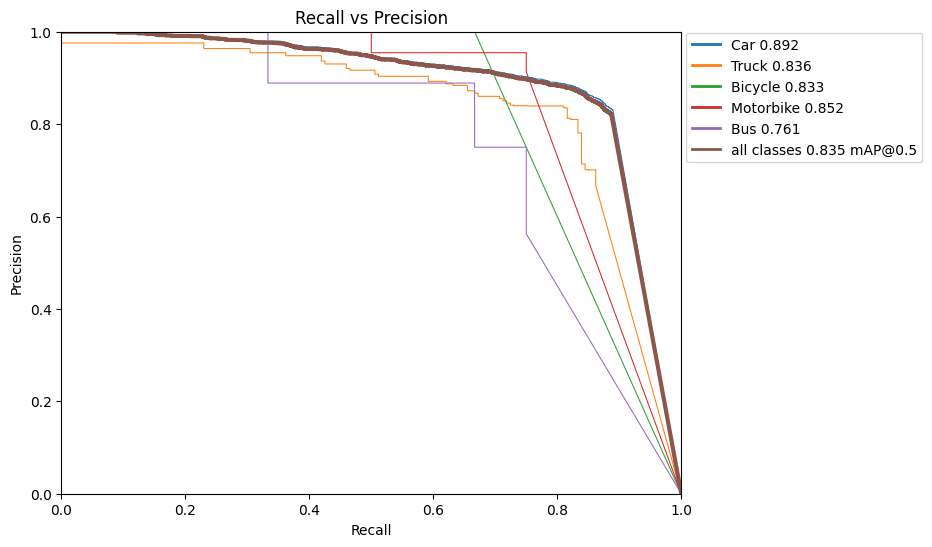 Recall vs Precision
1.0
0.8
0.6
0.4
0.2
0.0
Precision
0.0 0.2 0.4 0.6 0.8 1.0
Recall
Car 0.892
Truck 0.836
Bicycle 0.833
Motorbike 0.852
Bus 0.761
all classes 0.835 mAP@0.5